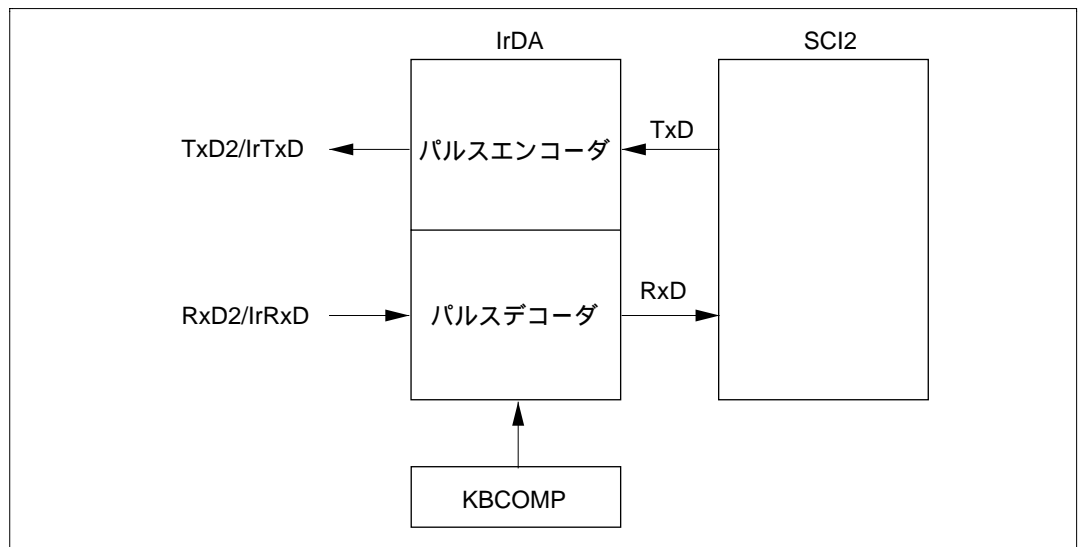 IrDA
SCI2
TxD2/IrTxD
パルスエンコーダ
TxD
RxD2/IrRxD
パルスデコーダ
RxD
KBCOMP